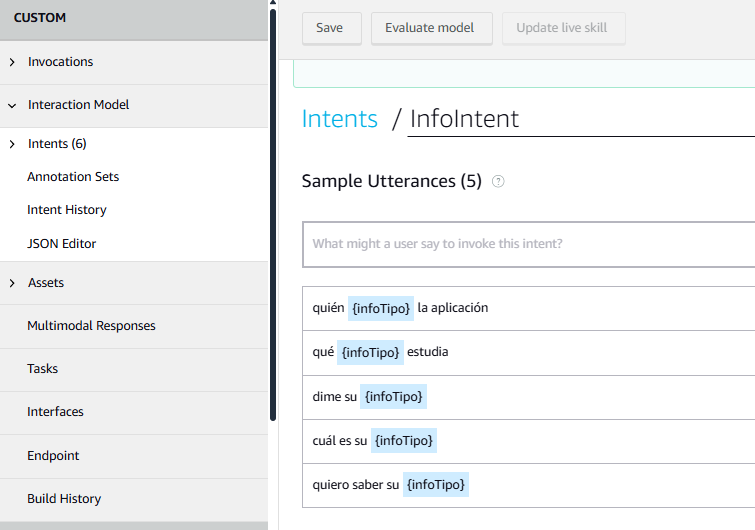 CUSTOM
Invocations
Interaction Model
Intents (6)
Annotation Sets
Intent History
JSON Editor
Assets
Multimodal Responses
Tasks
Interfaces
Endpoint
Build History
Save
Evaluate model
Update live skill
Intents / InfoIntent
Sample Utterances (5) ?
What might a user say to invoke this intent?
quién {infoTipo} la aplicación
qué {infoTipo} estudia
dime su {infoTipo}
cuál es su {infoTipo}
quiero saber su {infoTipo}